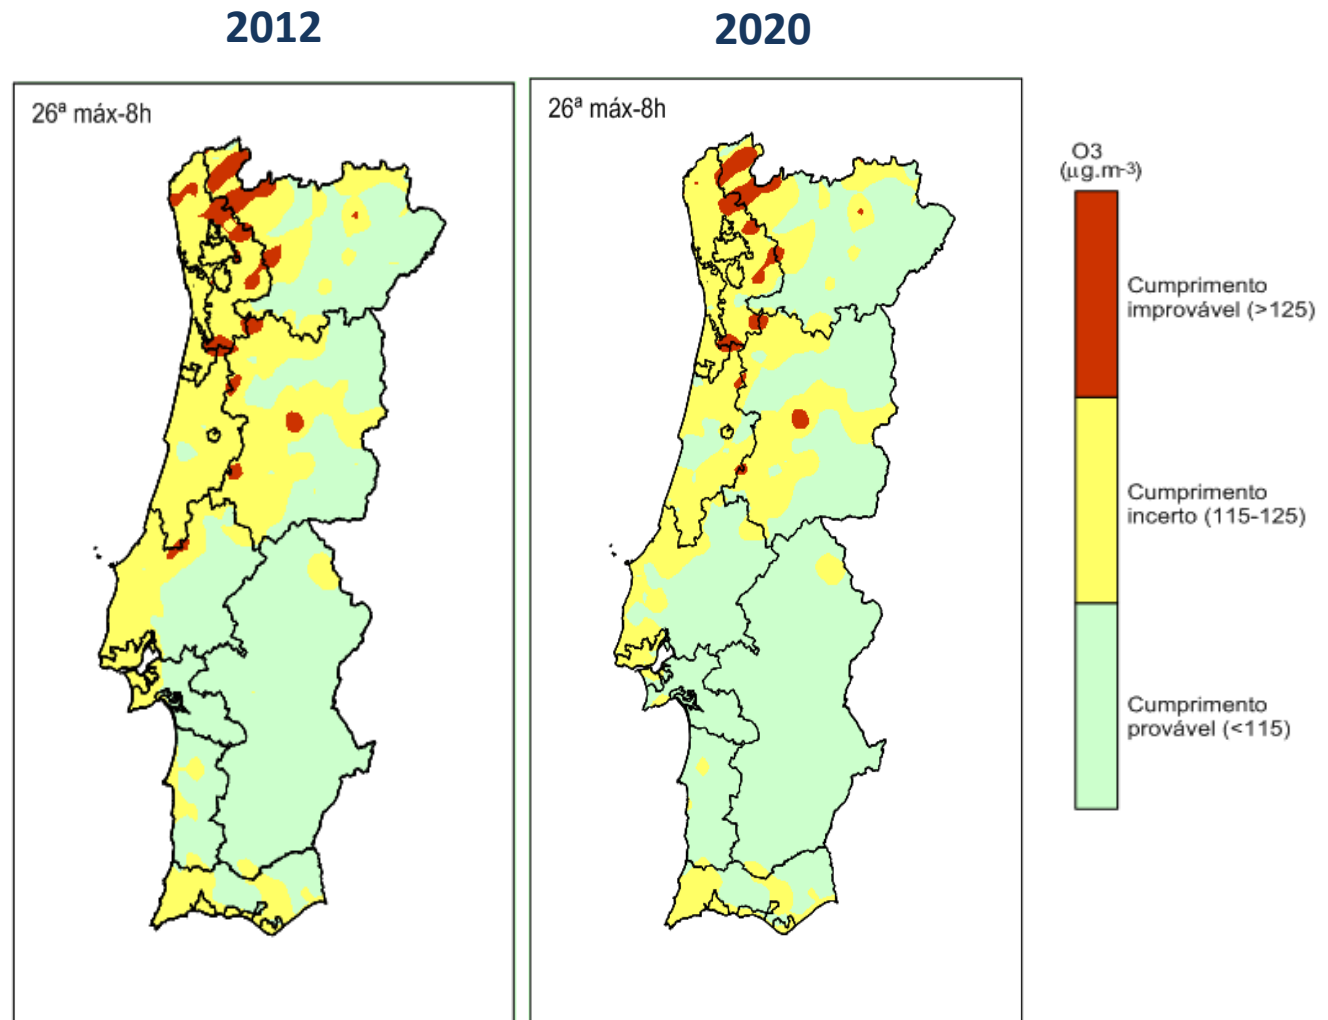 2012
2020
26ª máx-8h
26ª máx-8h
O3
(µg.m-3)
Cumprimento
improvável (>125)
Cumprimento
incerto (115-125)
Cumprimento
provável (<115)